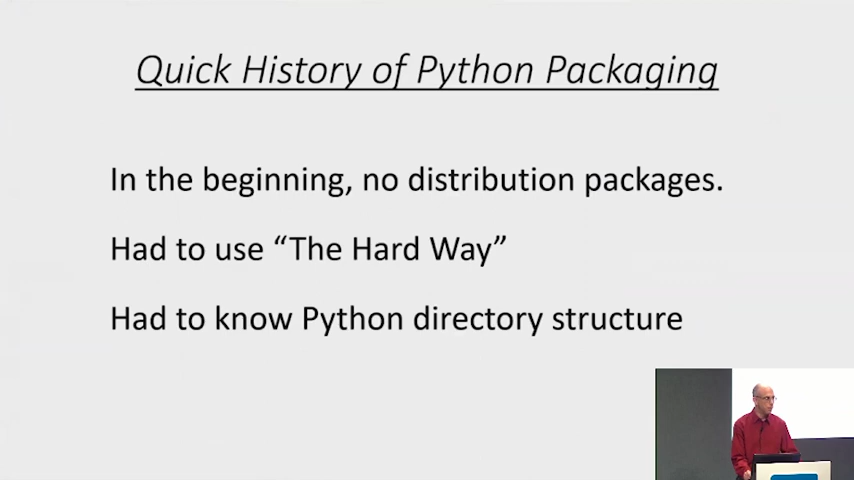 Quick History of Python Packaging
In the beginning, no distribution packages.
Had to use “The Hard Way”
Had to know Python directory structure